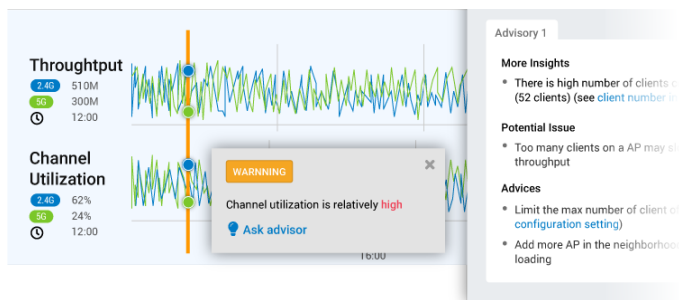 Throughtput
2.4G 510M
5G 300M
12:00
Channel
Utilization
2.4G 62%
5G 24%
12:00
WARNNING
Channel utilization is relatively high
Ask advisor
16:00
Advisory 1
More Insights
There is high number of clients
(52 clients) (see client number in
Potential Issue
Too many clients on a AP may
throughput
Advices
Limit the max number of client
configuration setting)
Add more AP in the neighborhood
loading